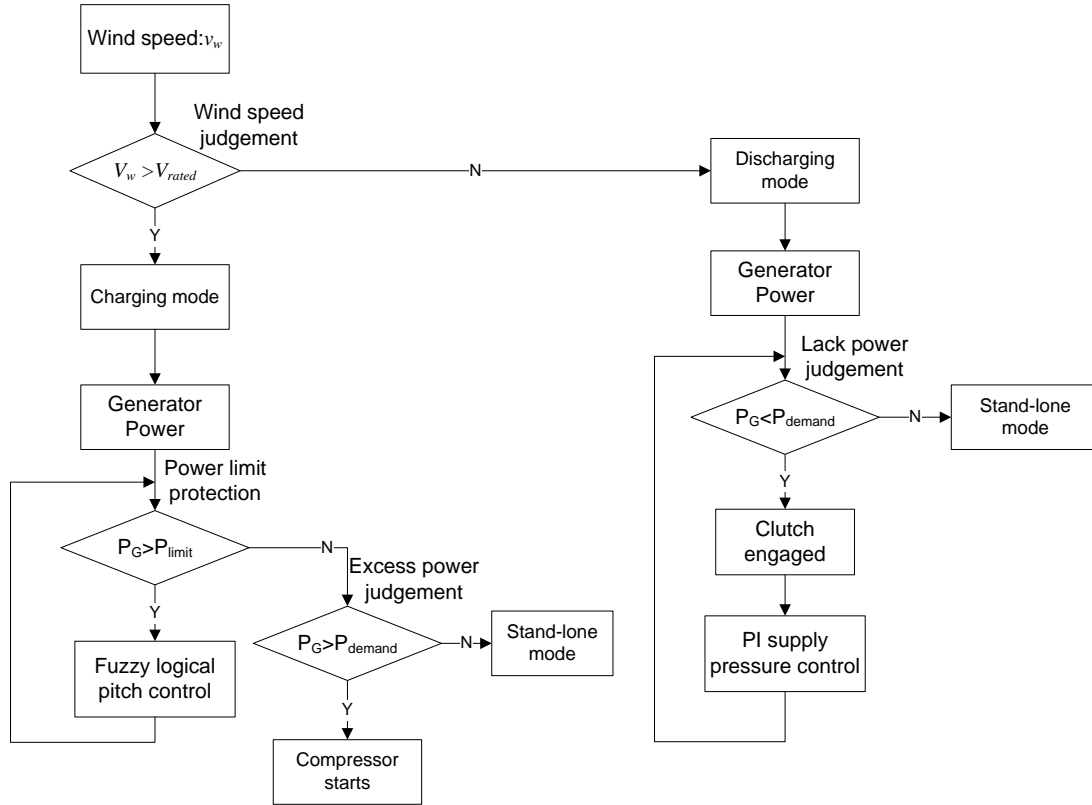 Wind speed:vw
Wind speed
judgement
Vw >Vrated
N
Discharging
mode
Y
Generator
Power
Charging mode
Lack power
judgement
Generator
Power
PG<Pdemand
N
Stand-lone
mode
Power limit
protection
Y
PG>Plimit
N
Clutch
engaged
Excess power
judgement
Y
PG>Pdemand
N
Stand-lone
mode
PI supply
pressure control
Fuzzy logical
pitch control
Y
Compressor
starts